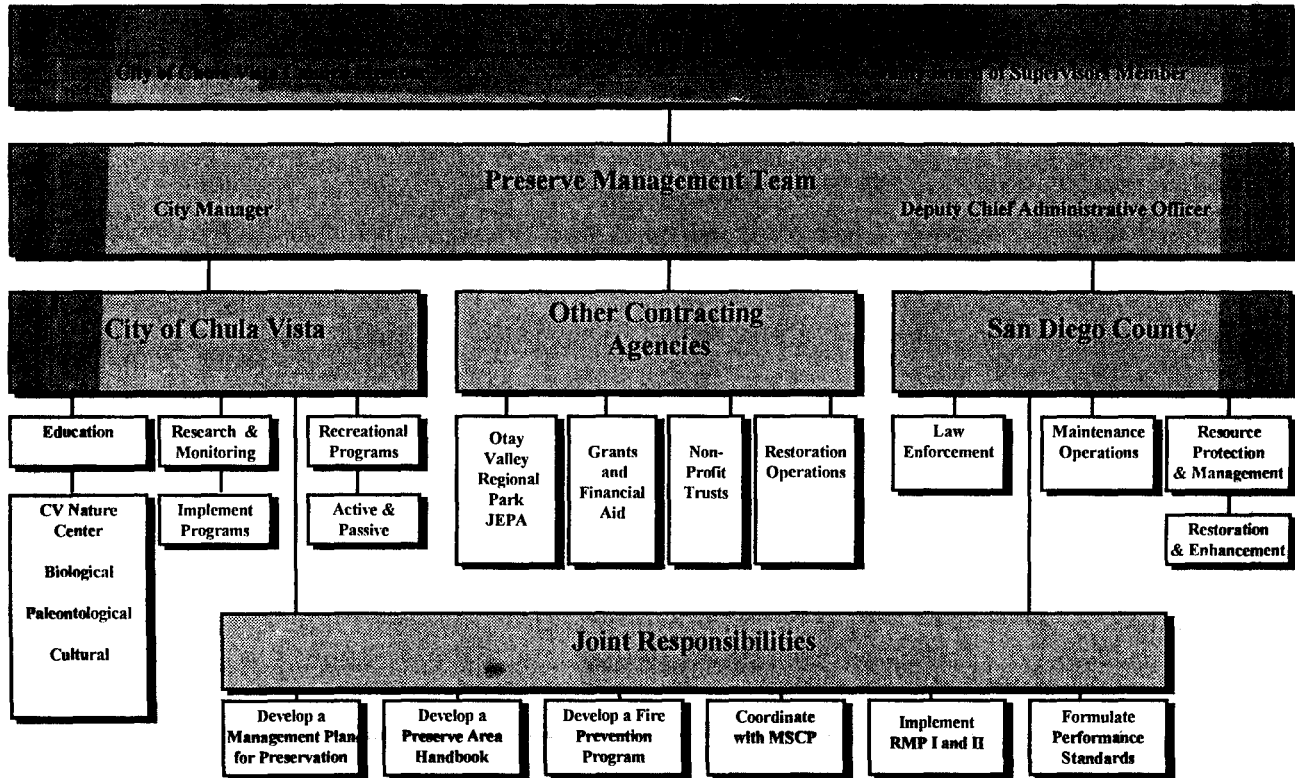 City of
of Supervisors Member
Preserve Management Team
City Manager
Deputy Chief Administrative Officer
City of Chula Vista
Other Contracting
Agencies
San Diego County
Education
Research &
Monitoring
Recreational
Programs
Otay
Valley
Regional
Park
JEPA
Grants
and
Financial
Aid
Non-
Profit
Trusts
Restoration
Operations
Law
Enforcement
Maintenance
Operations
Resource
Protection
& Management
CV Nature
Center
Biological
Paleontological
Cultural
Implement
Programs
Active &
Passive
Restoration
& Enhancement
Joint Responsibilities
Develop a
Management Plan
for Preservation
Develop a
Preserve Area
Handbook
Develop a Fire
Prevention
Program
Coordinate
with MSCP
Implement
RMP I and II
Formulate
Performance
Standards